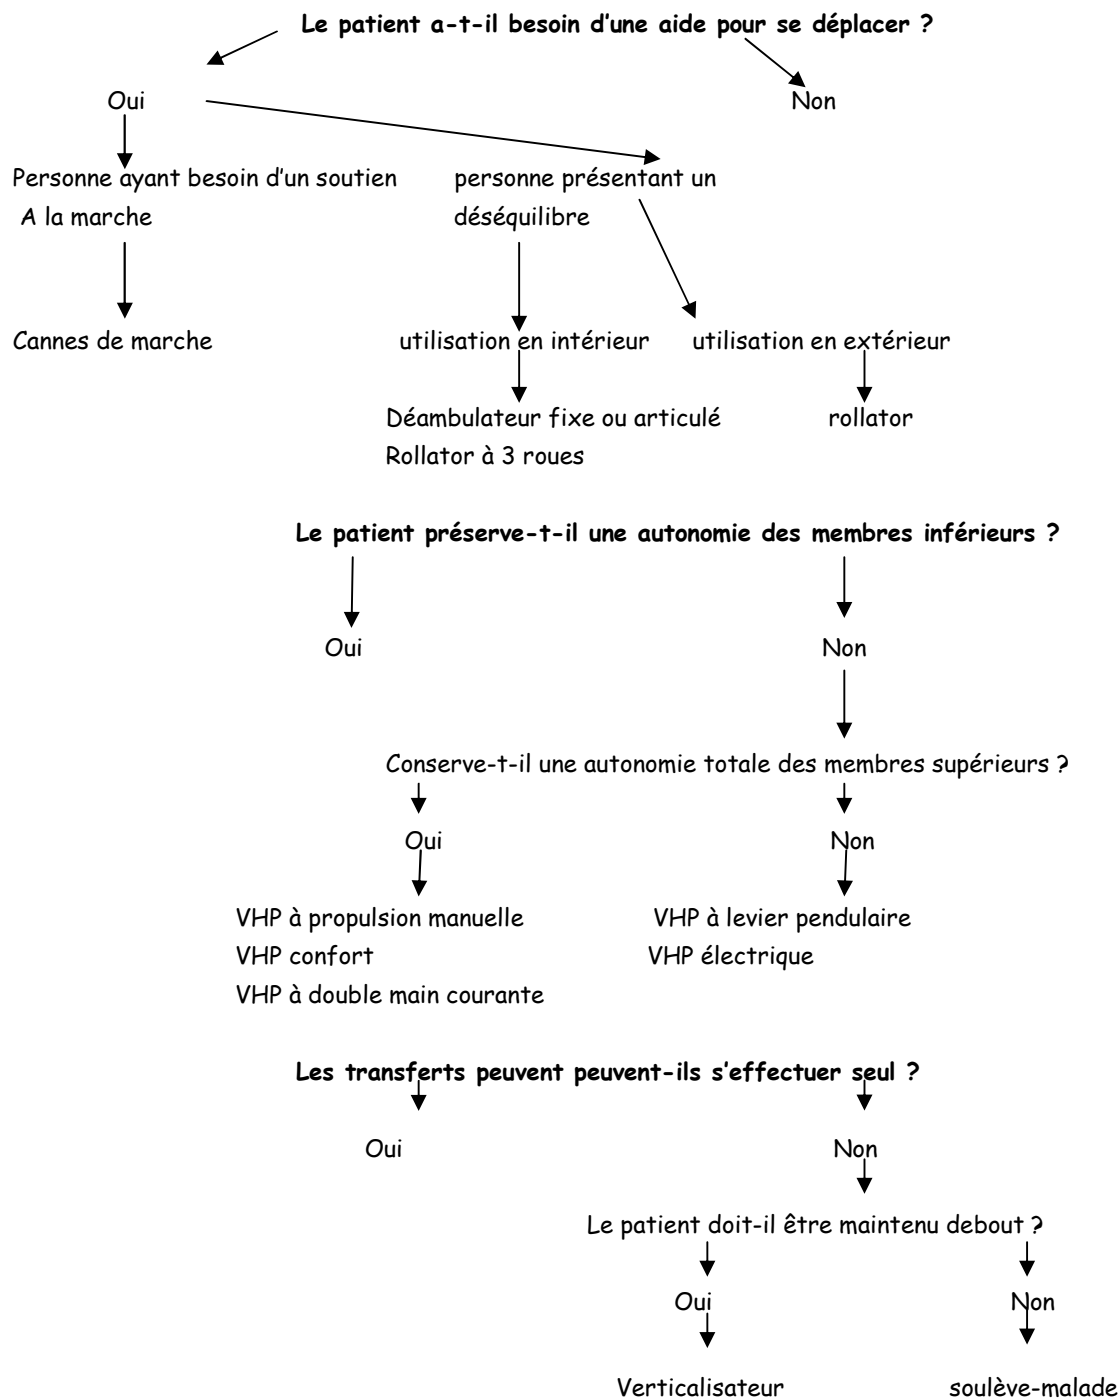 Le patient a-t-il besoin d'une aide pour se déplacer ?
Oui
Non
Personne ayant besoin d'un soutien
A la marche
personne présentant un
déséquilibre
Cannes de marche
utilisation en intérieur
utilisation en extérieur
Déambulateur fixe ou articulé
Rollator à 3 roues
rollator
Le patient préserve-t-il une autonomie des membres inférieurs ?
Oui
Non
Conserve-t-il une autonomie totale des membres supérieurs ?
Oui
Non
VHP à propulsion manuelle
VHP confort
VHP à double main courante
VHP à levier pendulaire
VHP électrique
Les transferts peuvent peuvent-ils s'effectuer seul ?
Oui
Non
Le patient doit-il être maintenu debout ?
Oui
Non
Verticalisateur
soulève-malade